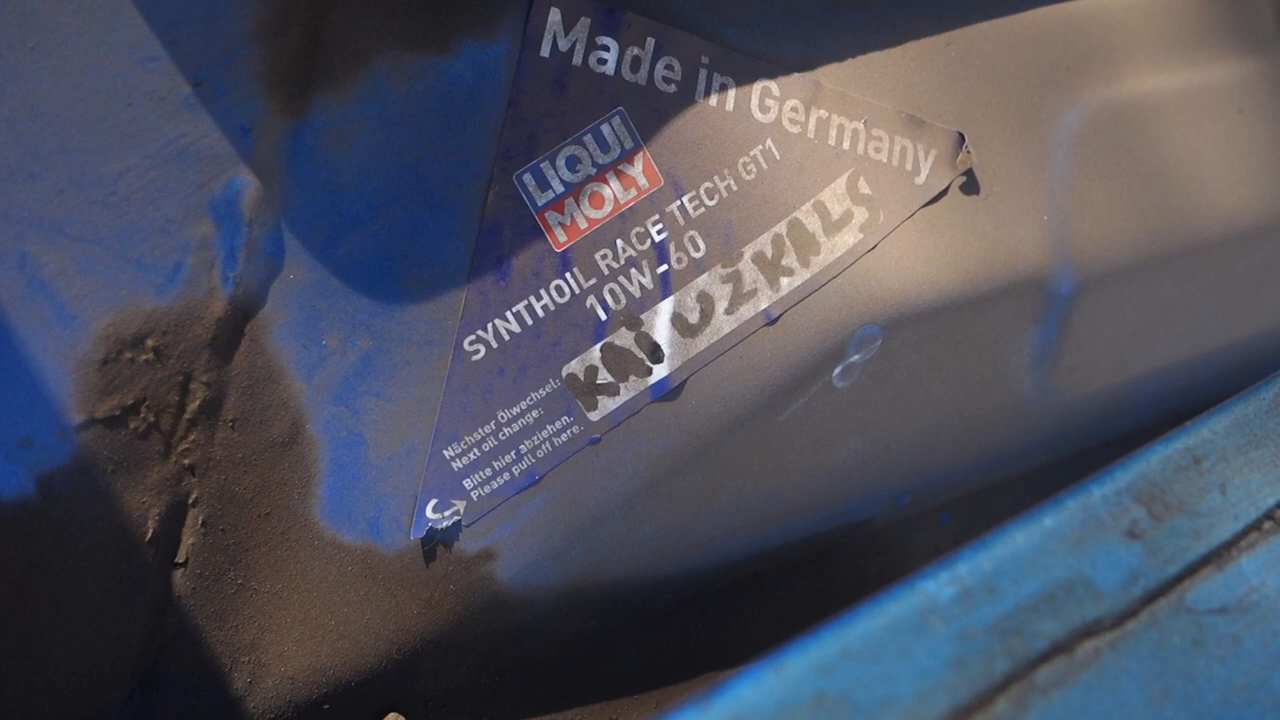 Made in Germany
LIQUI
MOLY
SYNTHOIL RACE TECH GT1
10W-60
Nächster Ölwechsel:
Next oil change:
KAI UŽKALS
Bitte hier abziehen.
Please pull off here.